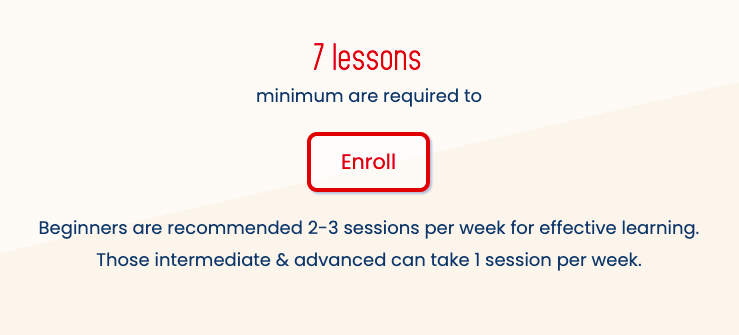 7 lessons
minimum are required to
Enroll
Beginners are recommended 2-3 sessions per week for effective learning.
Those intermediate & advanced can take 1 session per week.